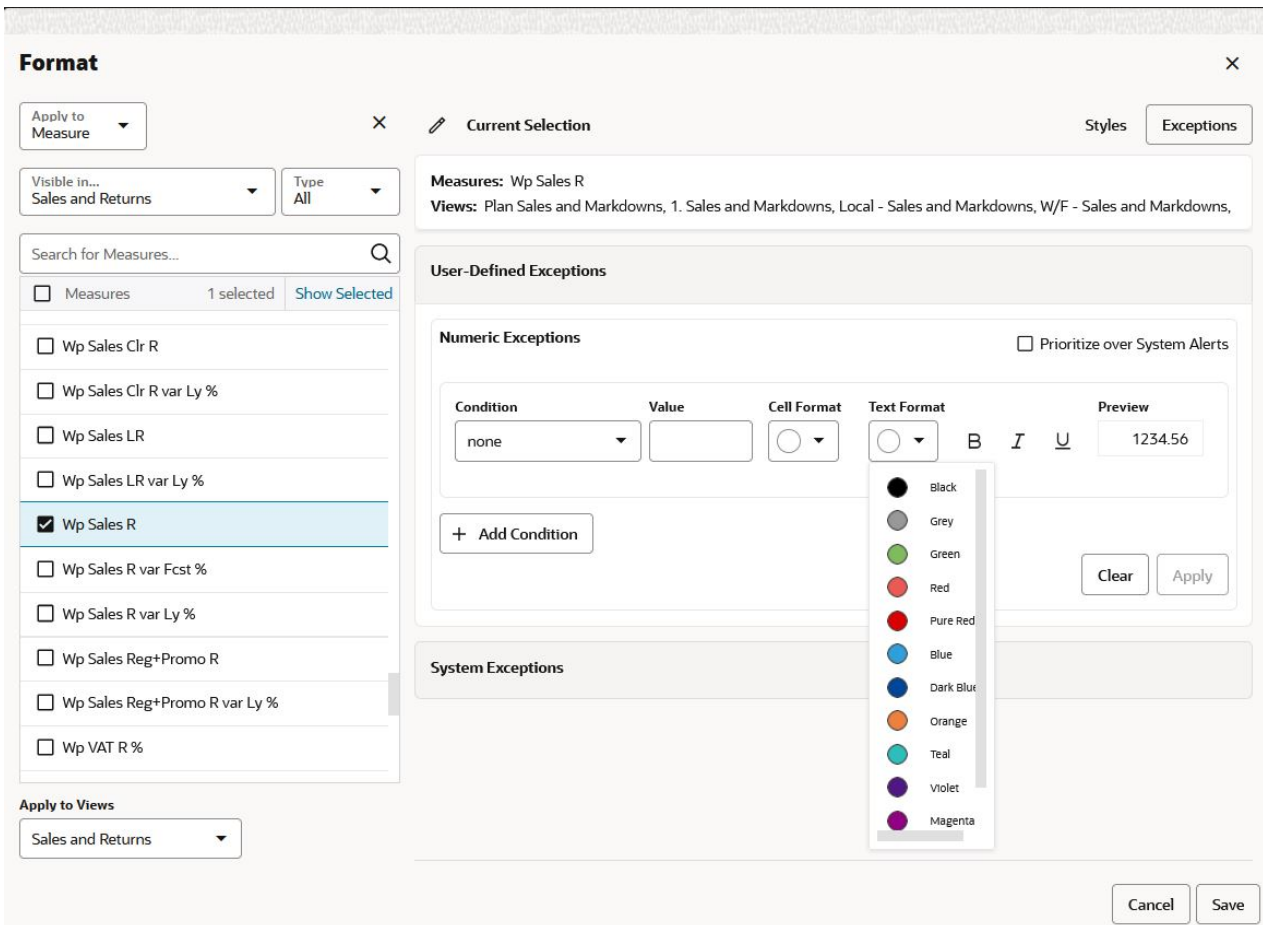 Format
Apply to
Measure
Visible in...
Sales and Returns
Type
All
Search for Measures...
Measures 1 selected Show Selected
Wp Sales Clr R
Wp Sales Clr R var Ly %
Wp Sales LR
Wp Sales LR var Ly %
Wp Sales R
Wp Sales R var Fcst %
Wp Sales R var Ly %
Wp Sales Reg+Promo R
Wp Sales Reg+Promo R var Ly %
Wp VAT R %
Apply to Views
Sales and Returns
Current Selection Styles Exceptions
Measures: Wp Sales R
Views: Plan Sales and Markdowns, 1. Sales and Markdowns, Local - Sales and Markdowns, W/F - Sales and Markdowns,
User-Defined Exceptions
Numeric Exceptions Prioritize over System Alerts
Condition Value Cell Format Text Format Preview
none B I U 1234.56
Black
Grey
Green
Red
Pure Red
Blue
Dark Blue
Orange
Teal
Violet
Magenta
+ Add Condition
Clear Apply
System Exceptions
Cancel Save